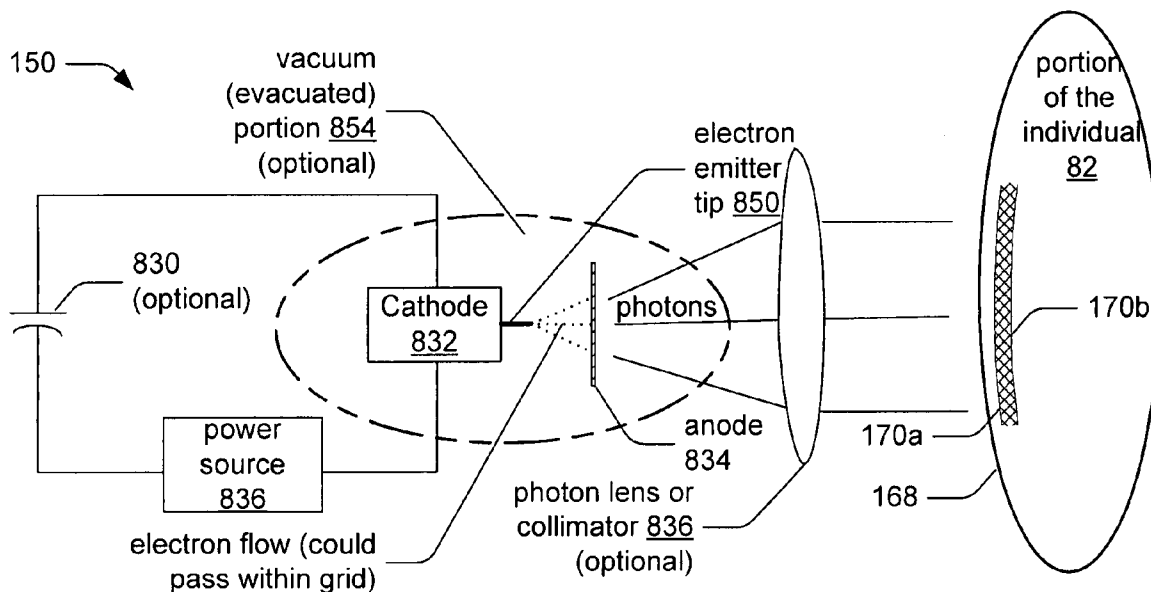 150
vacuum
(evacuated)
portion 854
(optional)
electron
emitter
tip 850
portion
of the
individual
82
830
(optional)
Cathode
832
photons
170b
power
source
836
anode
834
170a
168
photon lens or
collimator 836
(optional)
electron flow (could
pass within grid)